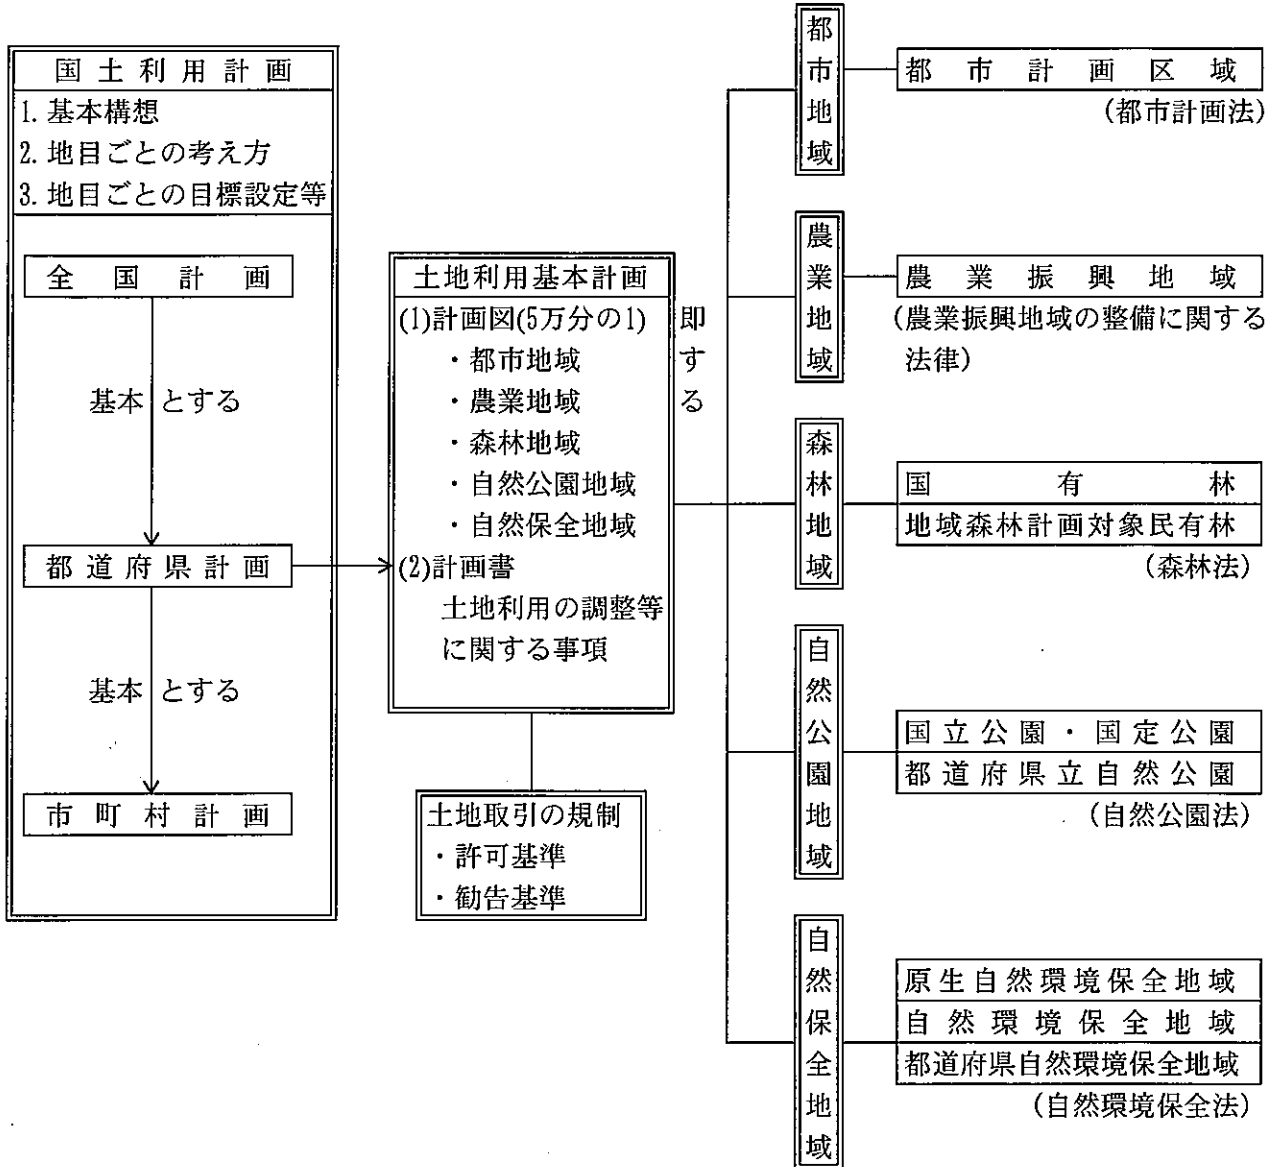 国土利用計画
1. 基本構想
2. 地目ごとの考え方
3. 地目ごとの目標設定等
全国計画
基本とする
都道府県計画
基本とする
市町村計画
土地利用基本計画
(1)計画図(5万分の1)
・都市地域
・農業地域
・森林地域
・自然公園地域
・自然保全地域
(2)計画書
土地利用の調整等
に関する事項
即する
土地取引の規制
・許可基準
・勧告基準
都市地域
都市計画区域
(都市計画法)
農業地域
農業振興地域
(農業振興地域の整備に関する
法律)
森林地域
国有林
地域森林計画対象民有林
(森林法)
自然公園地域
国立公園・国定公園
都道府県立自然公園
(自然公園法)
自然保全地域
原生自然環境保全地域
自然環境保全地域
都道府県自然環境保全地域
(自然環境保全法)